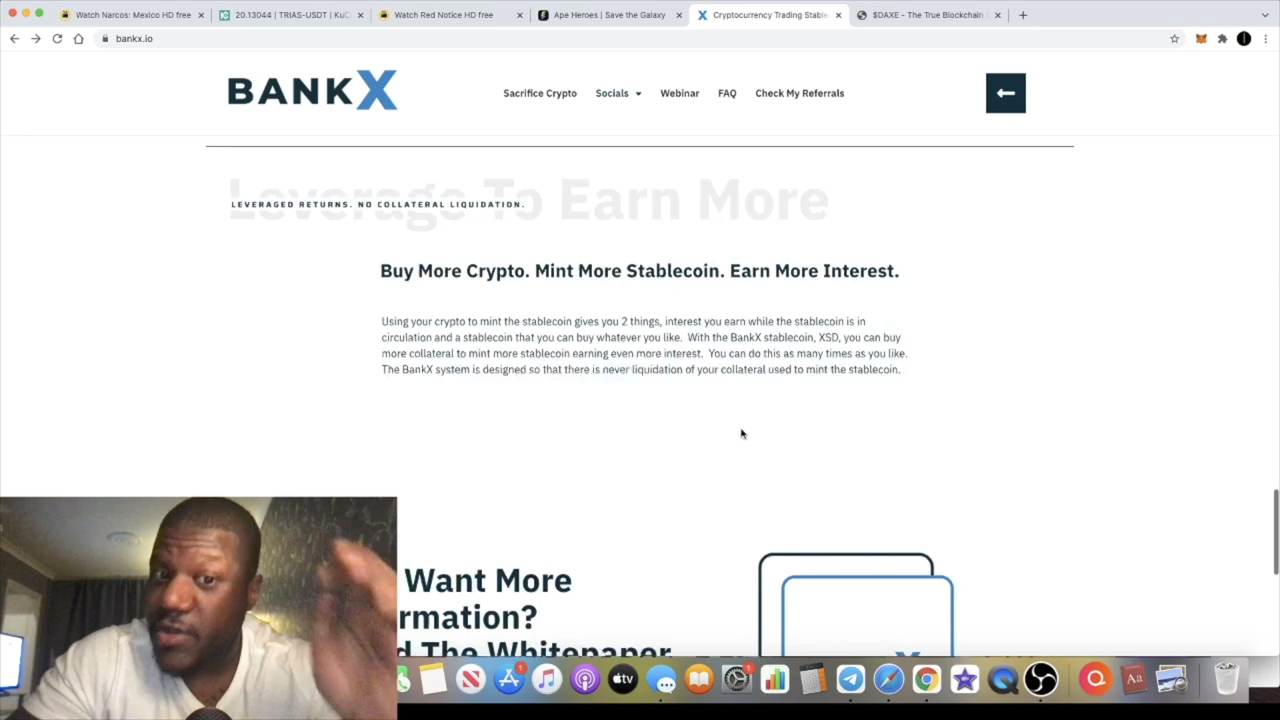 Watch Narcos: Mexico HD free
20.13044 | TRIAS-USDT | KuC
Watch Red Notice HD free
Ape Heroes | Save the Galaxy
Cryptocurrency Trading Stable
$DAXE - The True Blockchain
bankx.io
BANKX
Sacrifice Crypto
Socials
Webinar
FAQ
Check My Referrals
Leverage To Earn More
LEVERAGED RETURNS. NO COLLATERAL LIQUIDATION.
Buy More Crypto. Mint More Stablecoin. Earn More Interest.
Using your crypto to mint the stablecoin gives you 2 things, interest you earn while the stablecoin is in
circulation and a stablecoin that you can buy whatever you like. With the BankX stablecoin, XSD, you can buy
more collateral to mint more stablecoin earning even more interest. You can do this as many times as you like.
The BankX system is designed so that there is never liquidation of your collateral used to mint the stablecoin.
Want More
rmation?
d The Whitepaper
tv
1
1
Aa